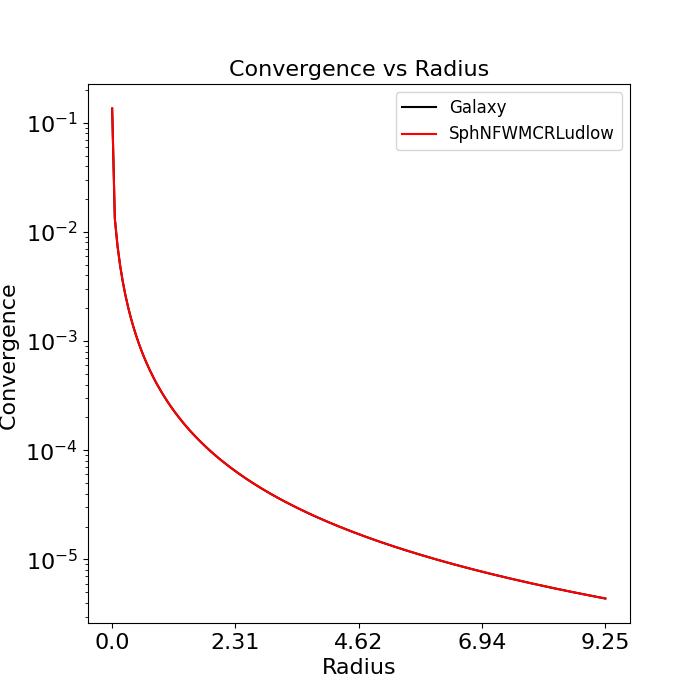 Convergence vs Radius
Galaxy
SphNFWMCRLudlow
Convergence
10⁻¹
10⁻²
10⁻³
10⁻⁴
10⁻⁵
0.0 2.31 4.62 6.94 9.25
Radius